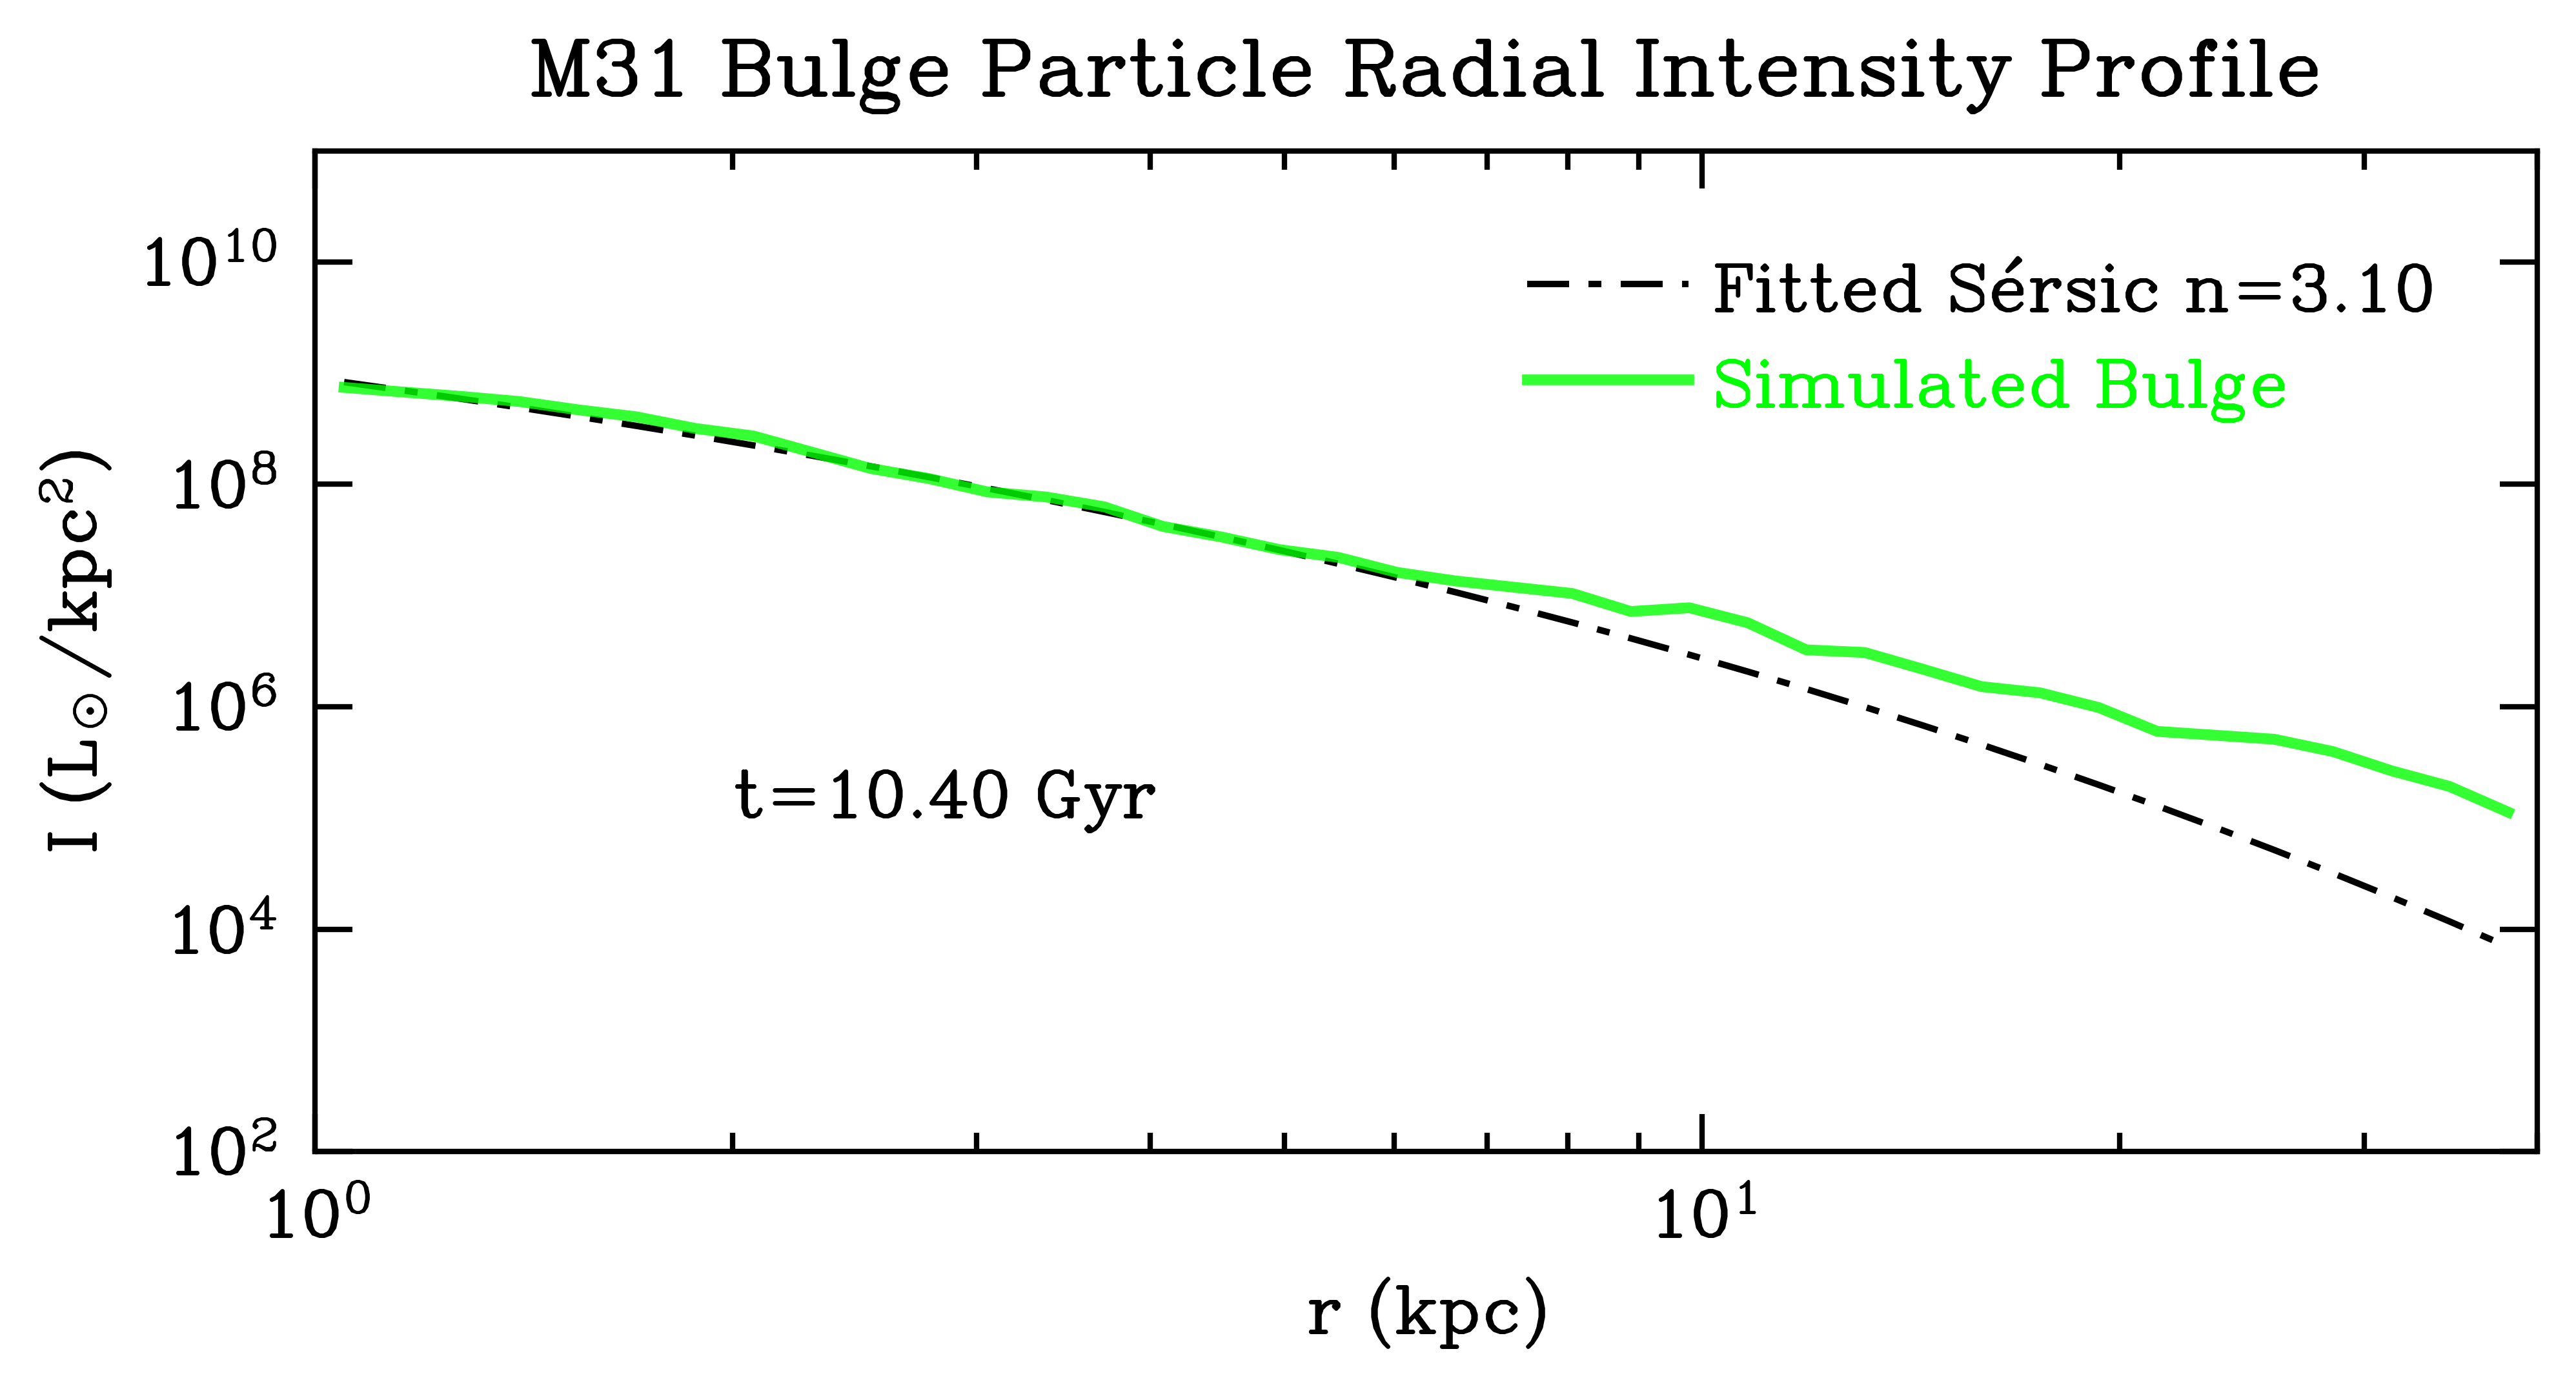 M31 Bulge Particle Radial Intensity Profile
10¹⁰
Fitted Sérsic n=3.10
Simulated Bulge
10⁸
I (L⊙/kpc²)
10⁶
t=10.40 Gyr
10⁴
10²
10⁰
10¹
r (kpc)